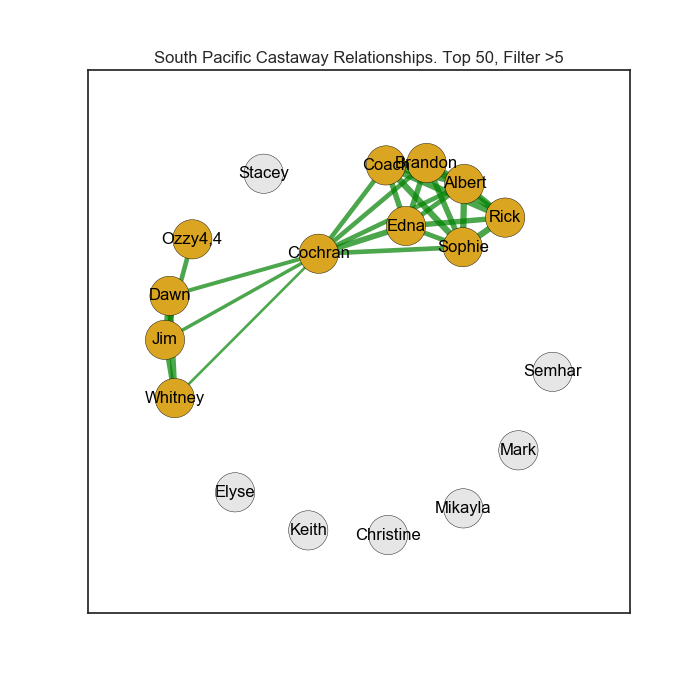 South Pacific Castaway Relationships. Top 50, Filter >5
Stacey
Coach
Brandon
Albert
Rick
Edna
Sophie
Ozzy4.4
Cochran
Dawn
Jim
Whitney
Semhar
Mark
Elyse
Mikayla
Keith
Christine